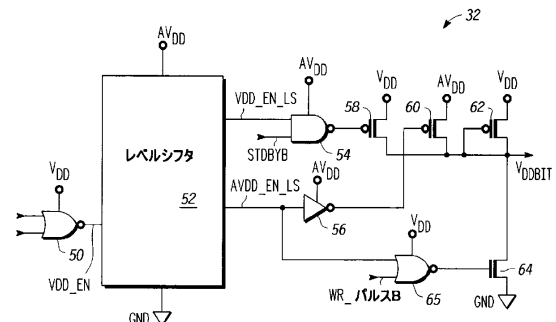 32
AVDD
レベルシフタ
52
VDD_EN_LS
STDBYB
AVDD
54
VDD
58
AVDD
60
VDD
62
VDDBIT
AVDD_EN_LS
AVDD
56
VDD
50
VDD_EN
VDD
65
WR_パルスB
64
GND
GND